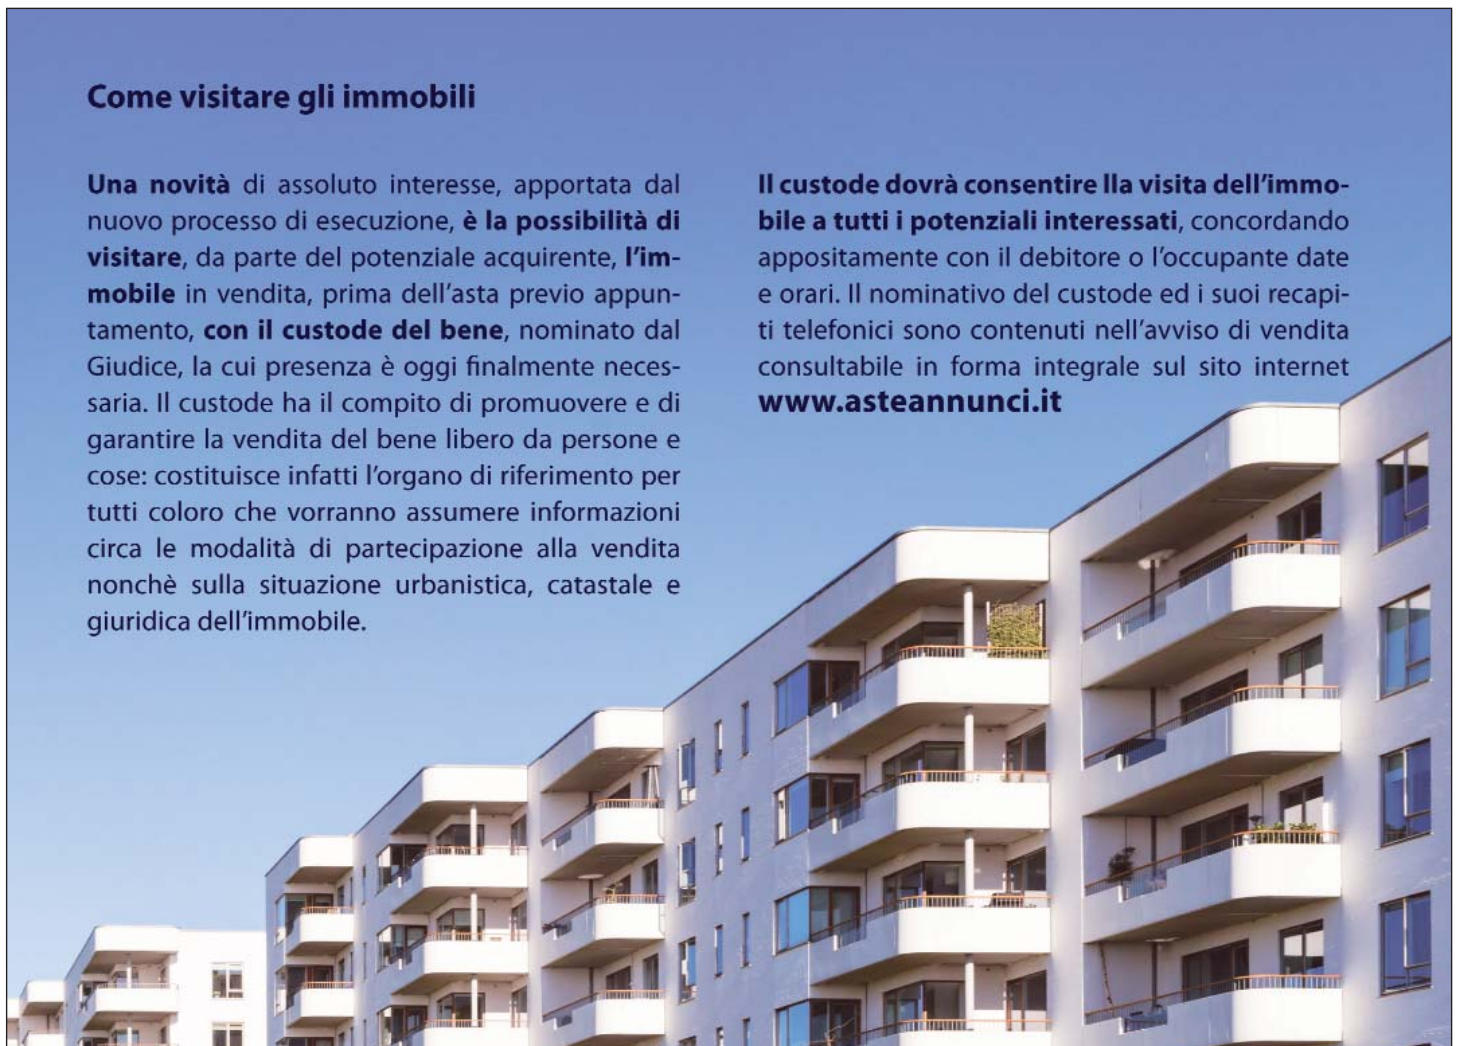 Come visitare gli immobili
Una novità di assoluto interesse, apportata dal
nuovo processo di esecuzione, è la possibilità di
visitare, da parte del potenziale acquirente, l’im-
mobile in vendita, prima dell’asta previo appun-
tamento, con il custode del bene, nominato dal
Giudice, la cui presenza è oggi finalmente neces-
saria. Il custode ha il compito di promuovere e di
garantire la vendita del bene libero da persone e
cose: costituisce infatti l’organo di riferimento per
tutti coloro che vorranno assumere informazioni
circa le modalità di partecipazione alla vendita
nonchè sulla situazione urbanistica, catastale e
giuridica dell’immobile.
Il custode dovrà consentire lla visita dell’immo-
bile a tutti i potenziali interessati, concordando
appositamente con il debitore o l’occupante date
e orari. Il nominativo del custode ed i suoi recapi-
ti telefonici sono contenuti nell’avviso di vendita
consultabile in forma integrale sul sito internet
www.asteannunci.it